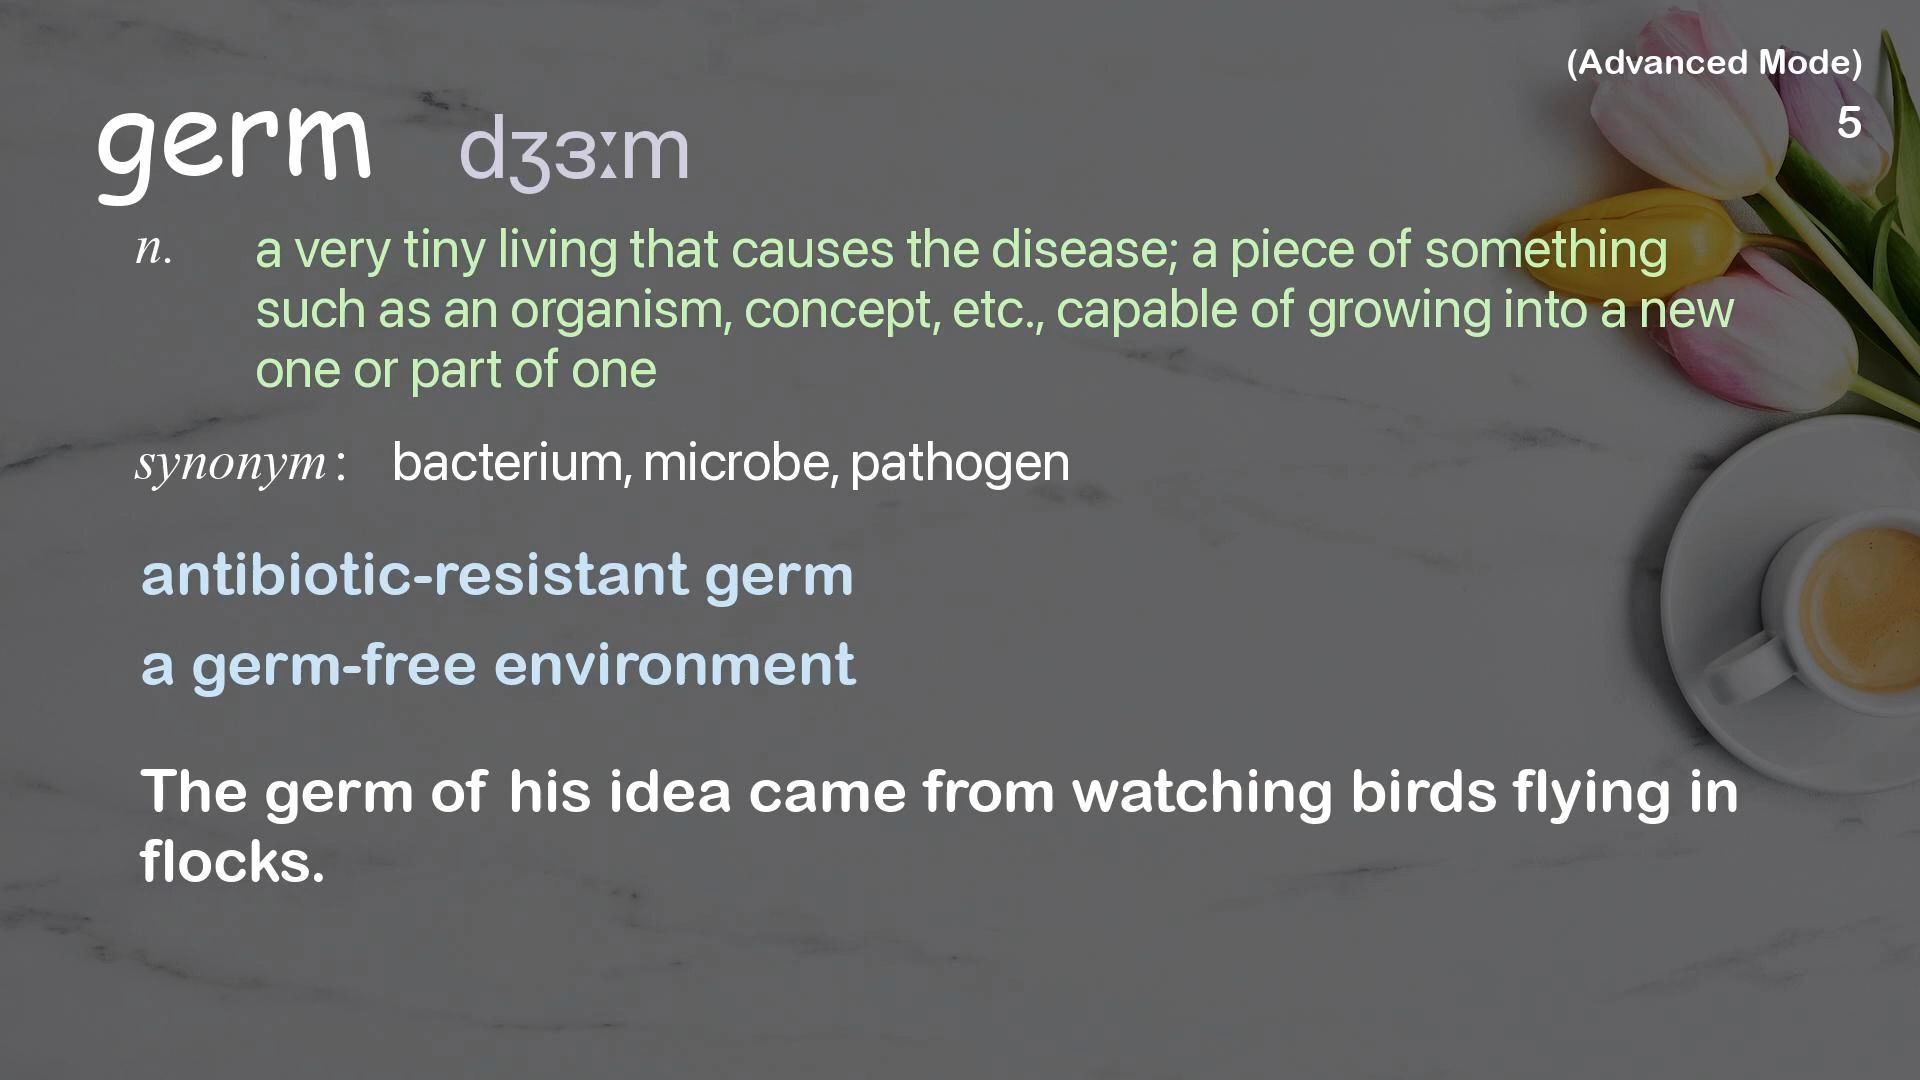 (Advanced Mode)
5
germ dʒɜːm
n. a very tiny living that causes the disease; a piece of something
such as an organism, concept, etc., capable of growing into a new
one or part of one
synonym: bacterium, microbe, pathogen
antibiotic-resistant germ
a germ-free environment
The germ of his idea came from watching birds flying in
flocks.